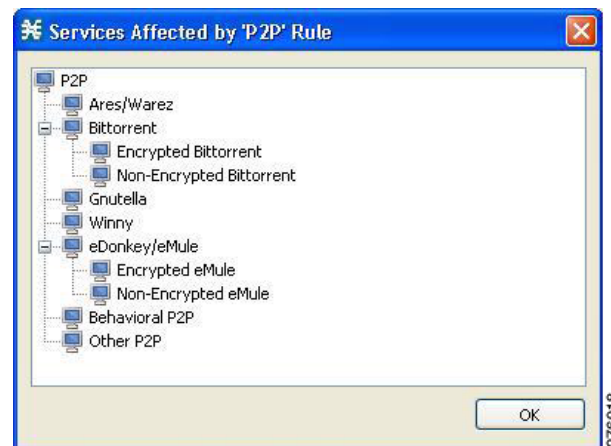 Services Affected by 'P2P' Rule
P2P
Ares/Warez
Bittorrent
Encrypted Bittorrent
Non-Encrypted Bittorrent
Gnutella
Winny
eDonkey/eMule
Encrypted eMule
Non-Encrypted eMule
Behavioral P2P
Other P2P
OK